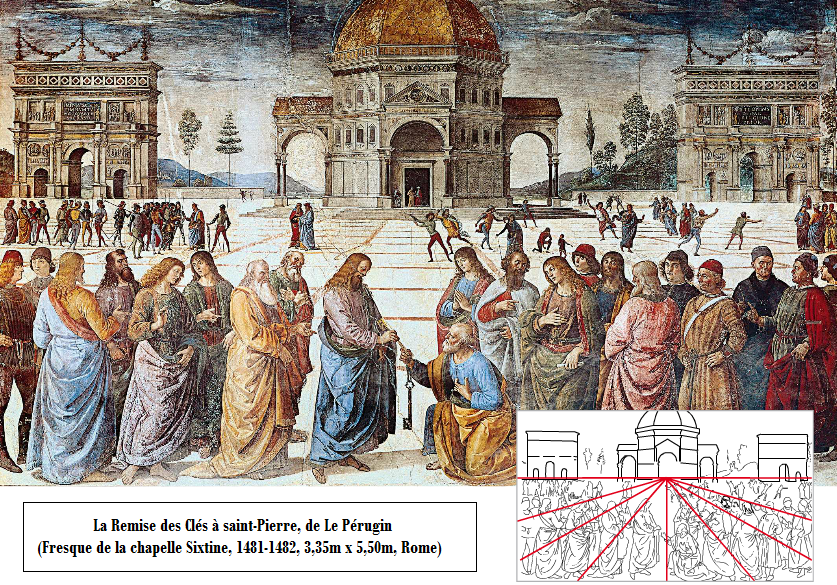 La Remise des Clés à saint-Pierre, de Le Pérugin
(Fresque de la chapelle Sixtine, 1481-1482, 3,35m x 5,50m, Rome)